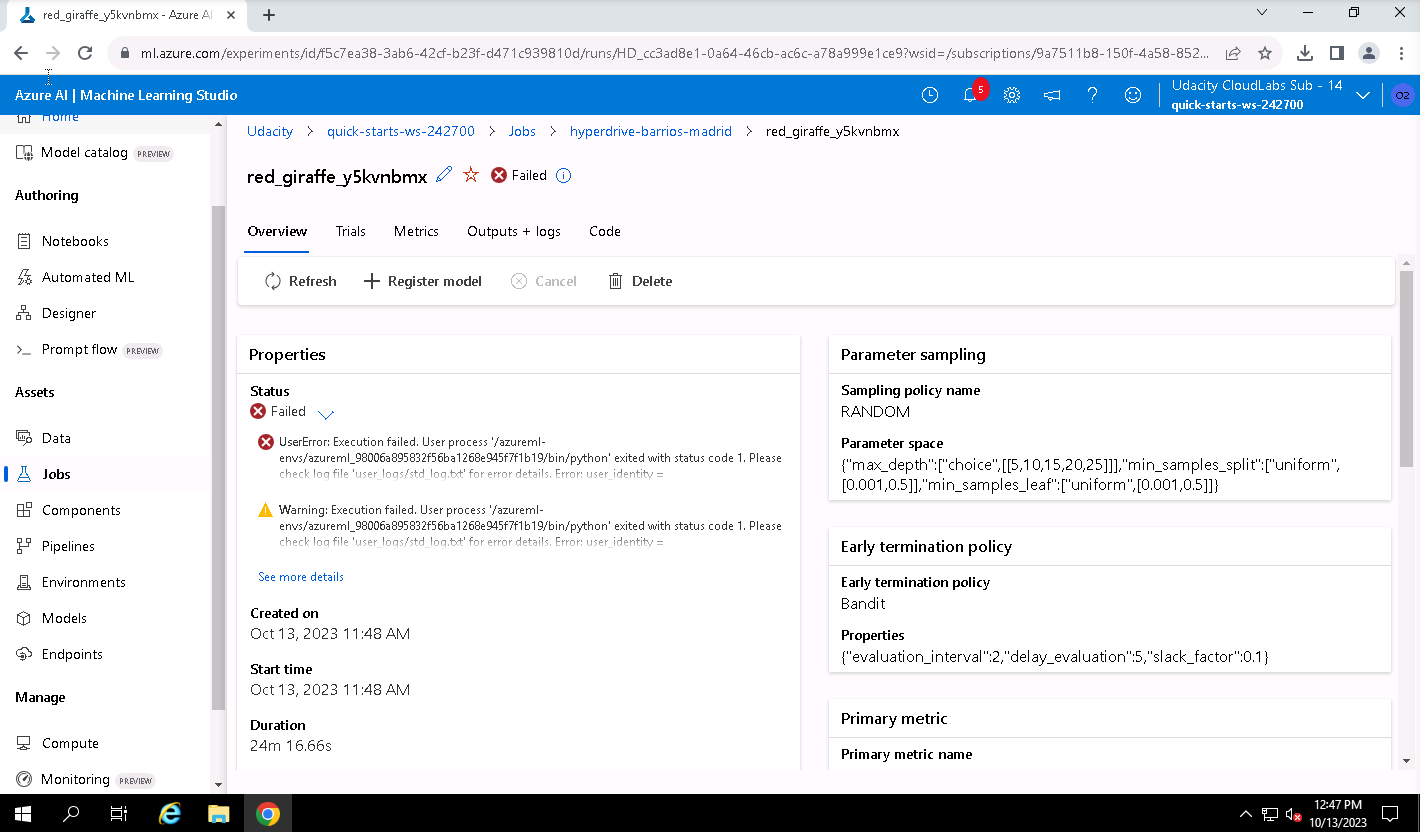 red_giraffe_y5kvnbmx - Azure AI
ml.azure.com/experiments/id/f5c7ea38-3ab6-42cf-b23f-d471c939810d/runs/HD_cc3ad8e1-0a64-46cb-ac6c-a78a999e1ce9?wsid=/subscriptions/9a7511b8-150f-4a58-852...
Azure AI | Machine Learning Studio
5
Udacity CloudLabs Sub - 14
quick-starts-ws-242700
O2
Home
Model catalog PREVIEW
Authoring
Notebooks
Automated ML
Designer
Prompt flow PREVIEW
Assets
Data
Jobs
Components
Pipelines
Environments
Models
Endpoints
Manage
Compute
Monitoring PREVIEW
Udacity > quick-starts-ws-242700 > Jobs > hyperdrive-barrios-madrid > red_giraffe_y5kvnbmx
red_giraffe_y5kvnbmx Failed
Overview Trials Metrics Outputs + logs Code
Refresh Register model Cancel Delete
Properties
Status
Failed
UserError: Execution failed. User process '/azureml-
envs/azureml_98006a895832f56ba1268e945f7f1b19/bin/python' exited with status code 1. Please
check log file 'user_logs/std_log.txt' for error details. Error: user_identity =
Warning: Execution failed. User process '/azureml-
envs/azureml_98006a895832f56ba1268e945f7f1b19/bin/python' exited with status code 1. Please
check log file 'user_logs/std_log.txt' for error details. Error: user_identity =
See more details
Created on
Oct 13, 2023 11:48 AM
Start time
Oct 13, 2023 11:48 AM
Duration
24m 16.66s
Parameter sampling
Sampling policy name
RANDOM
Parameter space
{"max_depth":["choice",[[5,10,15,20,25]]],"min_samples_split":["uniform",
[0.001,0.5]],"min_samples_leaf":["uniform",[0.001,0.5]]}
Early termination policy
Early termination policy
Bandit
Properties
{"evaluation_interval":2,"delay_evaluation":5,"slack_factor":0.1}
Primary metric
Primary metric name
12:47 PM
10/13/2023